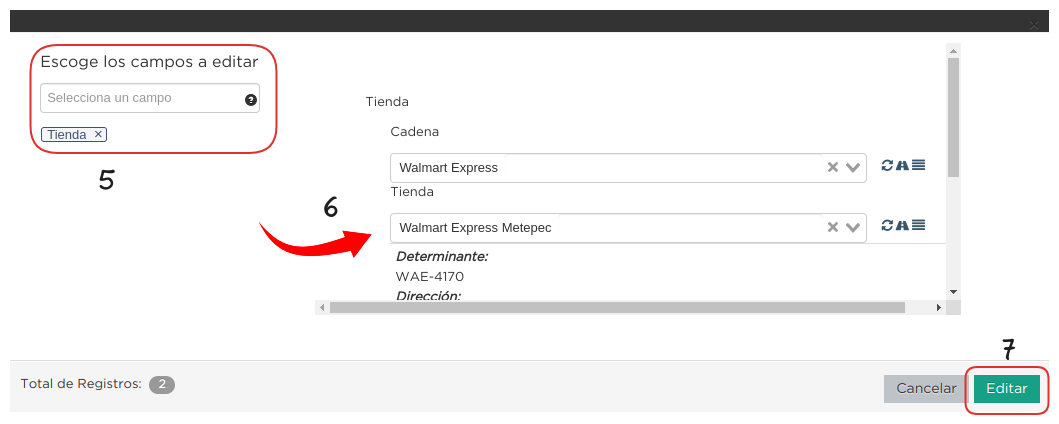 Escoge los campos a editar
Selecciona un campo
Tienda ×
5
6
Tienda
Cadena
Walmart Express
Tienda
Walmart Express Metepec
Determinante:
WAE-4170
Dirección:
7
Total de Registros: 2
Cancelar
Editar